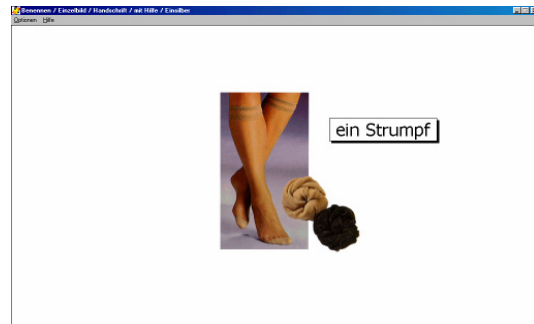 Benennen / Einzelbild / Handschrift / mit Hilfe / Einsilber
Optionen Hilfe
ein Strumpf